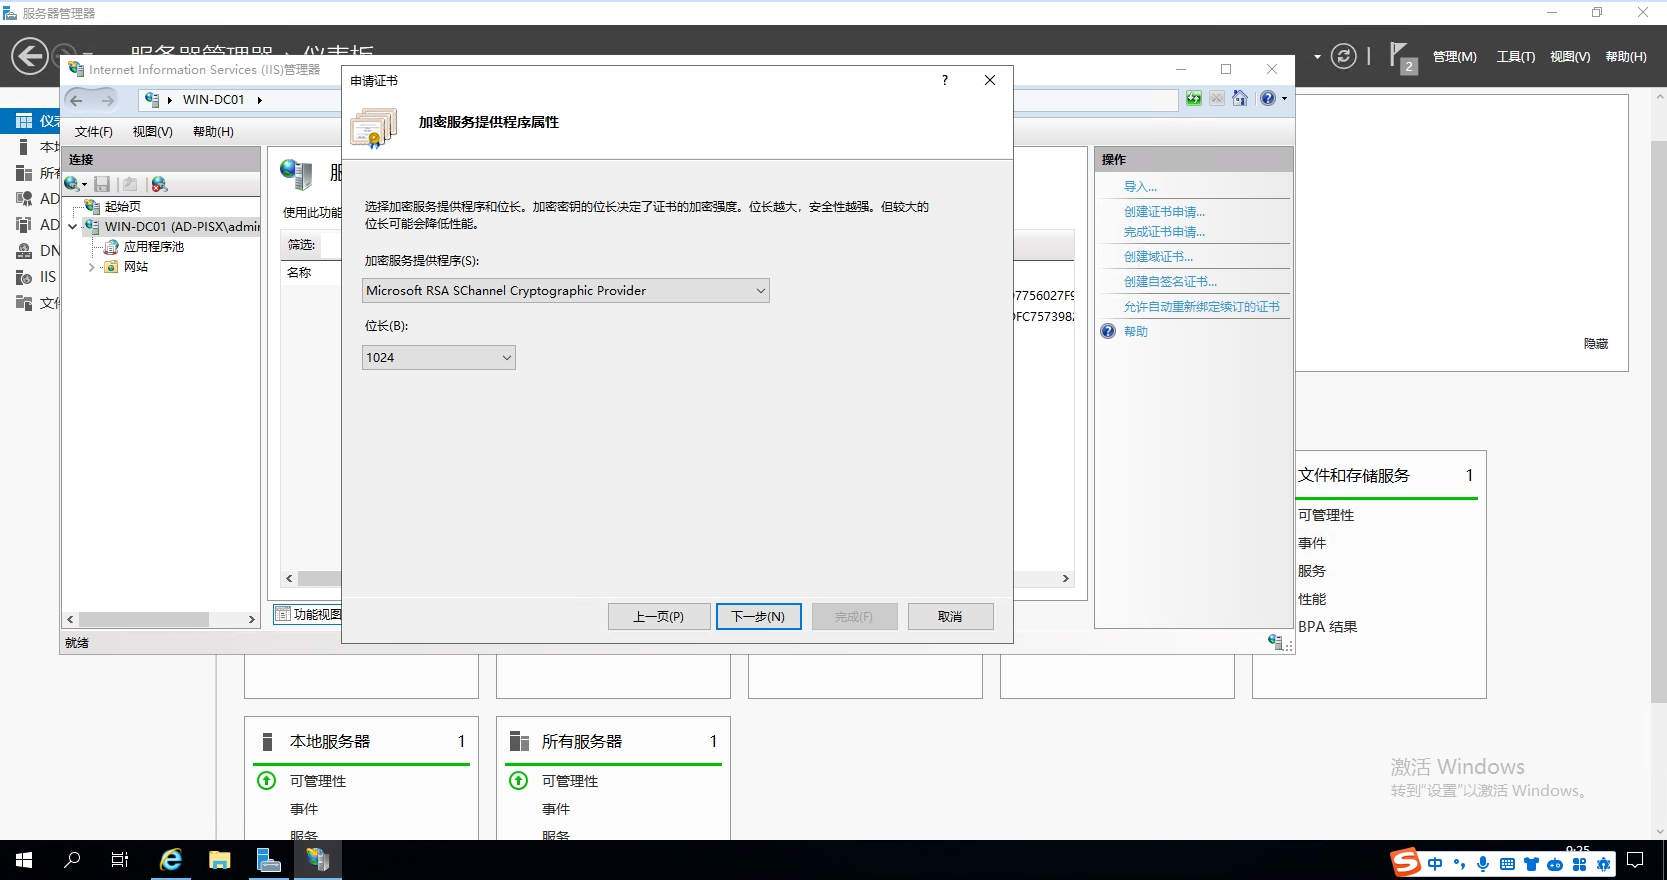 服务器管理器
服务器管理器 · 仪表板
2
管理(M) 工具(T) 视图(V) 帮助(H)
Internet Information Services (IIS)管理器
WIN-DC01
文件(F) 视图(V) 帮助(H)
连接
起始页
WIN-DC01 (AD-PISX\admin
应用程序池
网站
就绪
仪
本
所
AD
AD
DN
IIS
文
服
使用此功能
筛选:
名称
功能视图
07756027F9
申请证书
?
加密服务提供程序属性
选择加密服务提供程序和位长。加密密钥的位长决定了证书的加密强度。位长越大，安全性越强。但较大的
位长可能会降低性能。
加密服务提供程序(S):
Microsoft RSA SChannel Cryptographic Provider
位长(B):
1024
上一页(P) 下一步(N) 完成(F) 取消
操作
导入...
创建证书申请...
完成证书申请...
创建域证书...
创建自签名证书...
允许自动重新绑定续订的证书
帮助
隐藏
文件和存储服务 1
可管理性
事件
服务
性能
BPA 结果
本地服务器 1
可管理性
事件
服务
所有服务器 1
可管理性
事件
服务
激活 Windows
转到"设置"以激活 Windows。
中
9:25